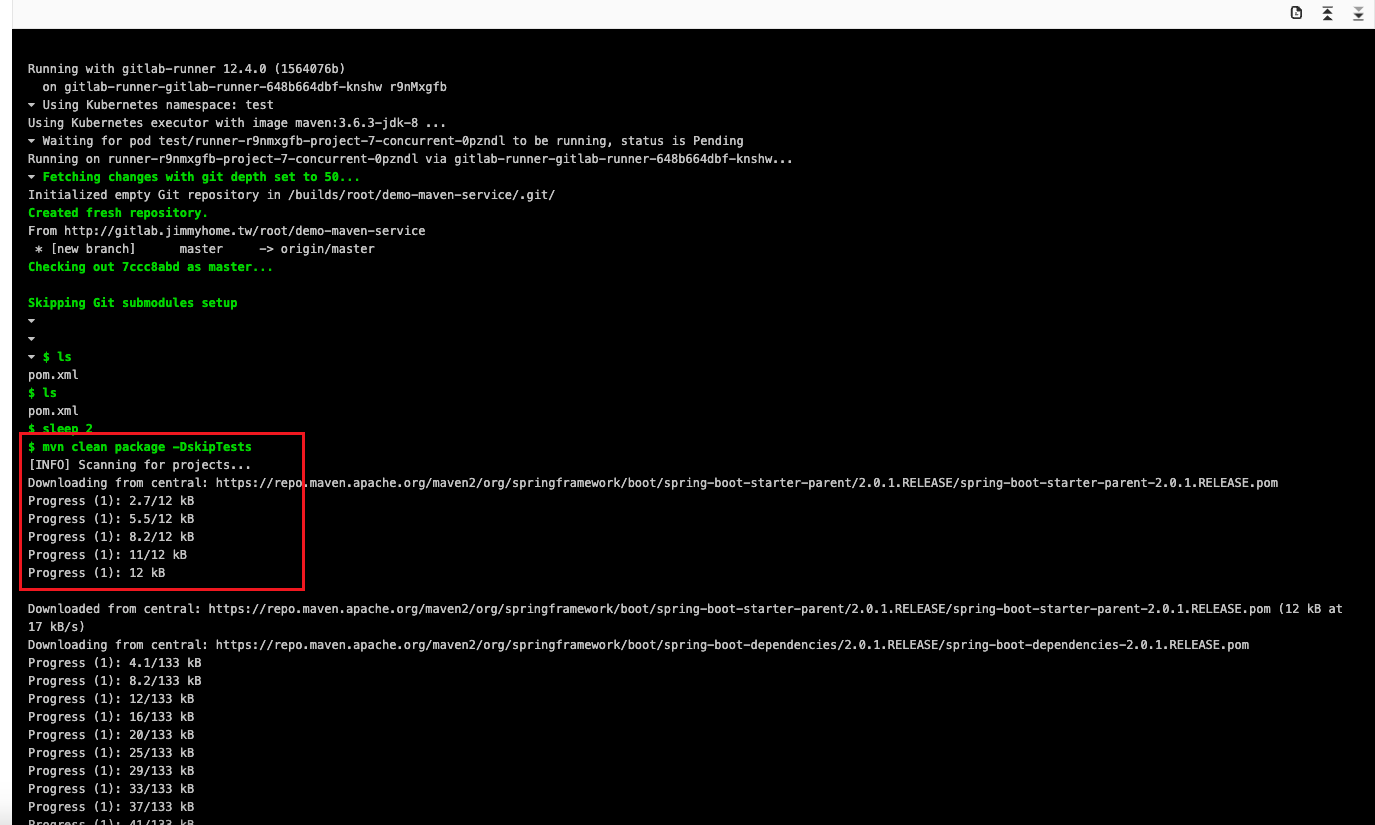 Running with gitlab-runner 12.4.0 (1564076b)
on gitlab-runner-gitlab-runner-648b664dbf-knshw r9nMxgfb
Using Kubernetes namespace: test
Using Kubernetes executor with image maven:3.6.3-jdk-8 ...
Waiting for pod test/runner-r9nmxgfb-project-7-concurrent-0pzndl to be running, status is Pending
Running on runner-r9nmxgfb-project-7-concurrent-0pzndl via gitlab-runner-gitlab-runner-648b664dbf-knshw...
Fetching changes with git depth set to 50...
Initialized empty Git repository in /builds/root/demo-maven-service/.git/
Created fresh repository.
From http://gitlab.jimmyhome.tw/root/demo-maven-service
* [new branch]      master     -> origin/master
Checking out 7ccc8abd as master...
Skipping Git submodules setup
$ ls
pom.xml
$ ls
pom.xml
$ sleep 2
$ mvn clean package -DskipTests
[INFO] Scanning for projects...
Downloading from central: https://repo.maven.apache.org/maven2/org/springframework/boot/spring-boot-starter-parent/2.0.1.RELEASE/spring-boot-starter-parent-2.0.1.RELEASE.pom
Progress (1): 2.7/12 kB
Progress (1): 5.5/12 kB
Progress (1): 8.2/12 kB
Progress (1): 11/12 kB
Progress (1): 12 kB
Downloaded from central: https://repo.maven.apache.org/maven2/org/springframework/boot/spring-boot-starter-parent/2.0.1.RELEASE/spring-boot-starter-parent-2.0.1.RELEASE.pom (12 kB at
17 kB/s)
Downloading from central: https://repo.maven.apache.org/maven2/org/springframework/boot/spring-boot-dependencies/2.0.1.RELEASE/spring-boot-dependencies-2.0.1.RELEASE.pom
Progress (1): 4.1/133 kB
Progress (1): 8.2/133 kB
Progress (1): 12/133 kB
Progress (1): 16/133 kB
Progress (1): 20/133 kB
Progress (1): 25/133 kB
Progress (1): 29/133 kB
Progress (1): 33/133 kB
Progress (1): 37/133 kB
Progress (1): 41/133 kB